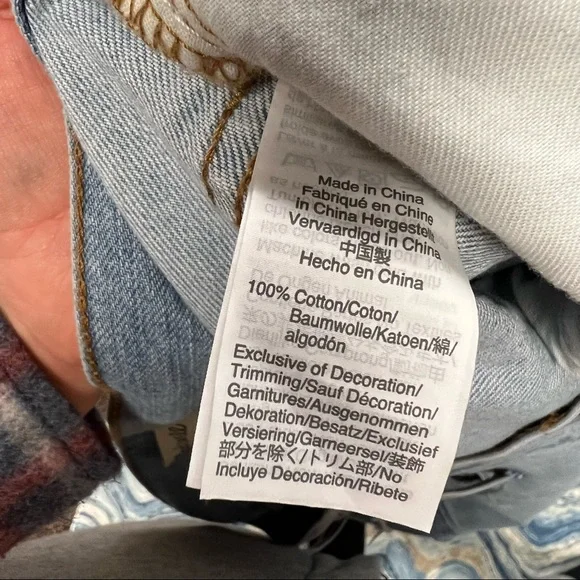 Made in China
Fabriqué en Chine
in China Hergestellt
Vervaardigd in China
中国製
Hecho en China
100% Cotton/Coton/
Baumwolle/Katoen/綿/
algodón
Exclusive of Decoration/
Trimming/Sauf Décoration/
Garnitures/Ausgenommen
Dekoration/Besatz/Exclusief
Versiering/Garneersel/装飾
部分を除く/トリム部/No
Incluye Decoración/Ribete